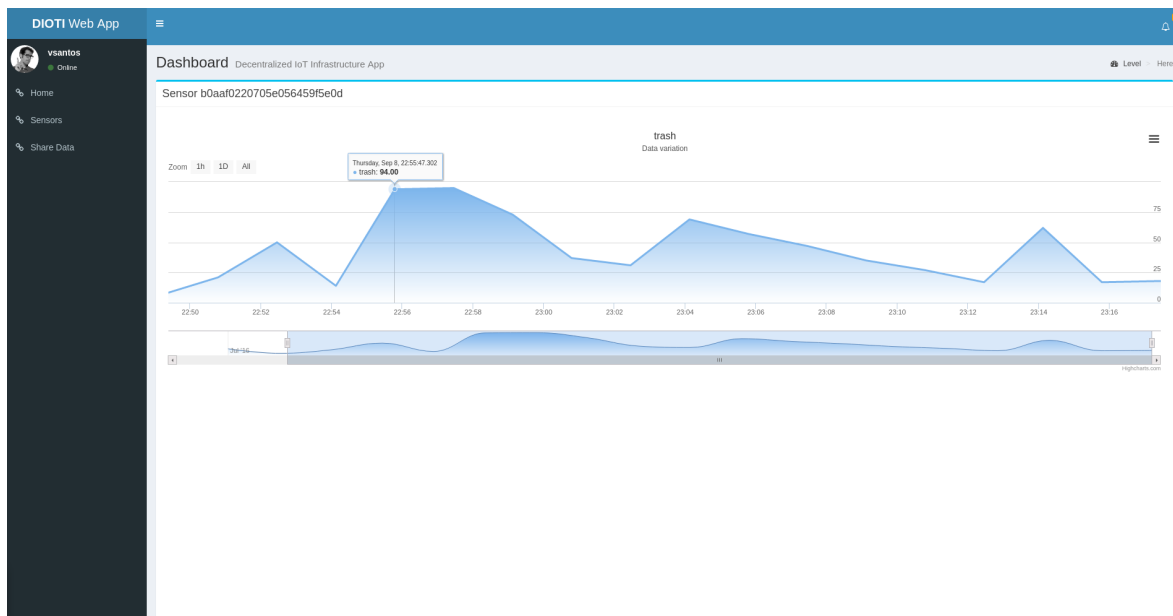 DIOTI Web App
vsantos
Online
Home
Sensors
Share Data
Dashboard Decentralized IoT Infrastructure App
Level > Here
Sensor b0aaf0220705e056459f5e0d
trash
Data variation
Zoom 1h 1D All
Thursday, Sep 8, 22:55:47.302
● trash: 94.00
75
50
25
0
22:50 22:52 22:54 22:56 22:58 23:00 23:02 23:04 23:06 23:08 23:10 23:12 23:14 23:16
Jul '16
Highcharts.com